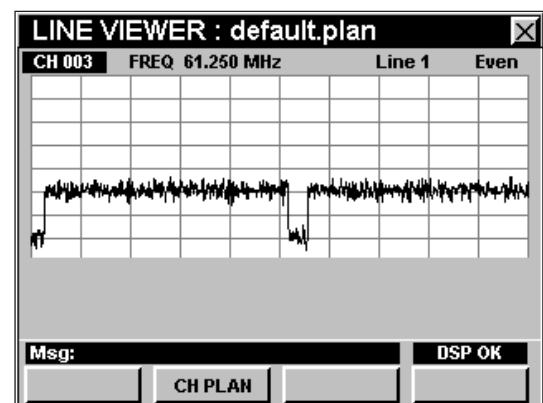 LINE VIEWER : default.plan
CH 003 FREQ 61.250 MHz Line 1 Even
Msg: DSP OK
CH PLAN